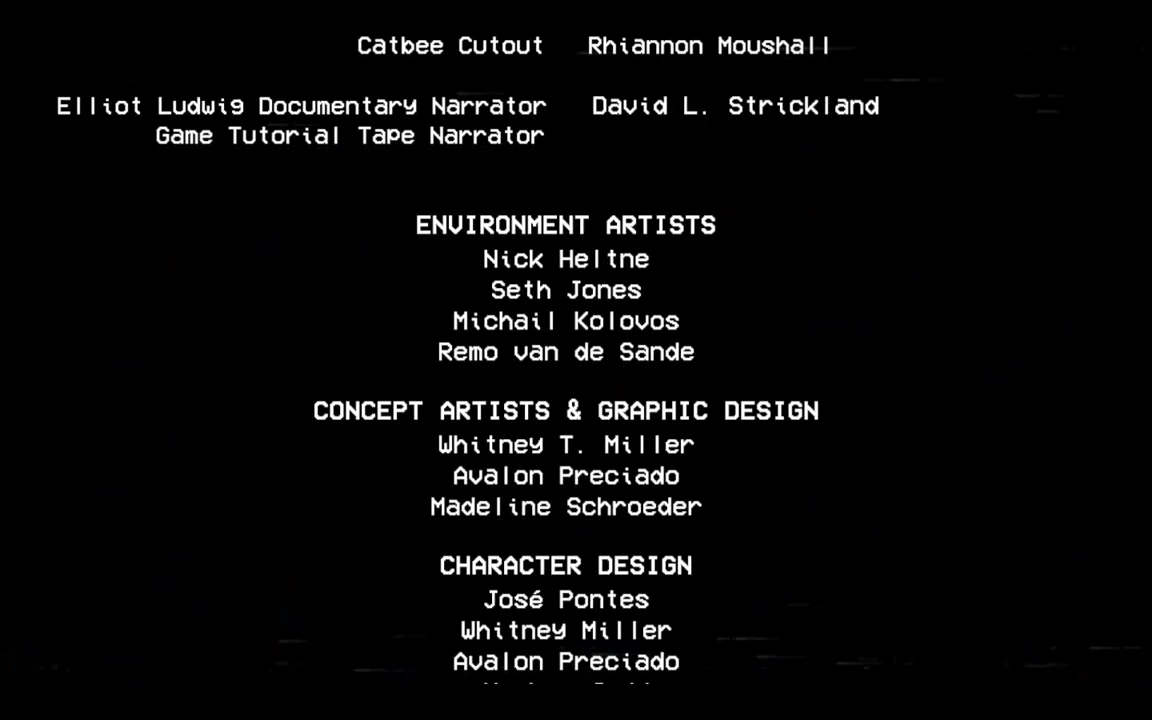 Catbee Cutout Rhiannon Moushall
Elliot Ludwig Documentary Narrator David L. Strickland
Game Tutorial Tape Narrator
ENVIRONMENT ARTISTS
Nick Heltne
Seth Jones
Michail Kolovos
Remo van de Sande
CONCEPT ARTISTS & GRAPHIC DESIGN
Whitney T. Miller
Avalon Preciado
Madeline Schroeder
CHARACTER DESIGN
José Pontes
Whitney Miller
Avalon Preciado